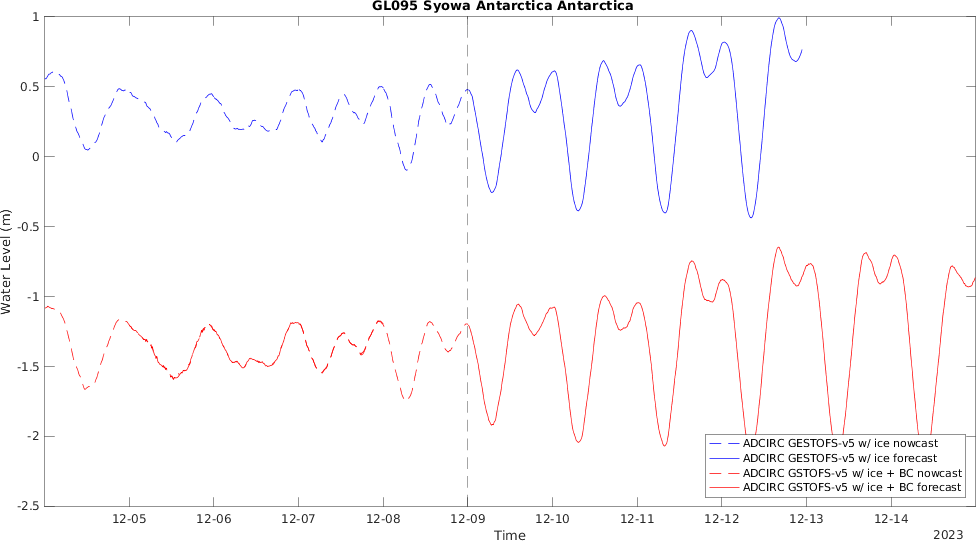 GL095 Syowa Antarctica Antarctica
1
0.5
0
-0.5
-1
-1.5
-2
-2.5
Water Level (m)
12-05 12-06 12-07 12-08 12-09 12-10 12-11 12-12 12-13 12-14
Time
2023
ADCIRC GESTOFS-v5 w/ ice nowcast
ADCIRC GESTOFS-v5 w/ ice forecast
ADCIRC GSTOFS-v5 w/ ice + BC nowcast
ADCIRC GSTOFS-v5 w/ ice + BC forecast